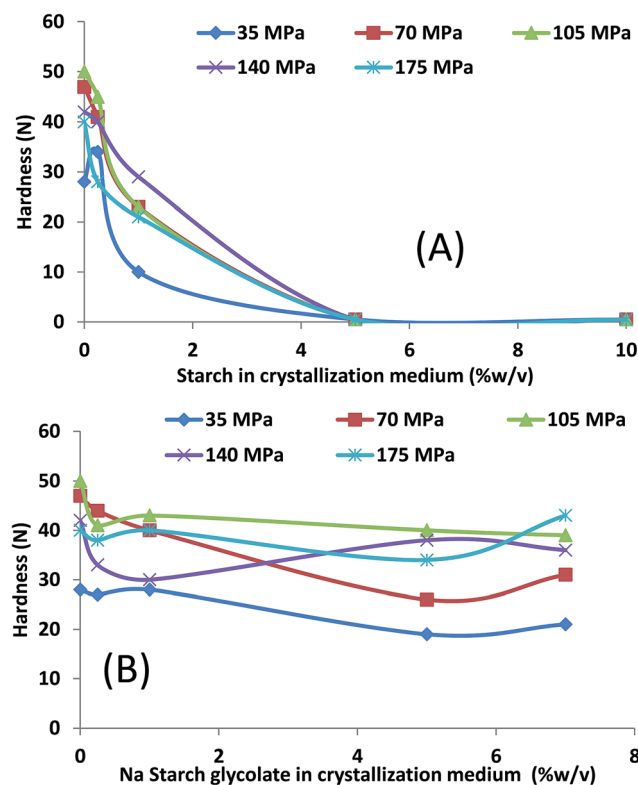 35 MPa 70 MPa 105 MPa
140 MPa 175 MPa
60
50
40
30
20
10
0
Hardness (N)
(A)
0 2 4 6 8 10
Starch in crystallization medium (%w/v)
35 MPa 70 MPa 105 MPa
140 MPa 175 MPa
60
50
40
30
20
10
0
Hardness (N)
(B)
0 2 4 6 8
Na Starch glycolate in crystallization medium (%w/v)